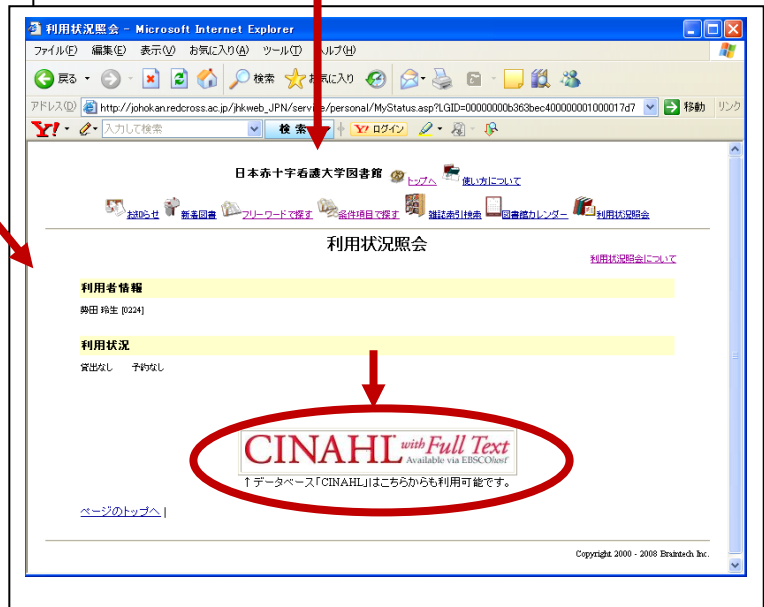 利用状況照会 - Microsoft Internet Explorer
ファイル(F) 編集(E) 表示(V) お気に入り(A) ツール(T) ヘルプ(H)
戻る 検索 お気に入り
アドレス(D) http://johokan.redcross.ac.jp/jhkweb_JPN/service/personal/MyStatus.asp?LGID=00000000b363bec400000001000017d7 移動 リンク
Y! 入力して検索 検索 Y! ログイン
日本赤十字看護大学図書館 トップへ 使い方について
お知らせ 新着図書 フリーワードで探す 条件項目で探す 雑誌索引検索 図書館カレンダー 利用状況照会
利用状況照会
利用状況照会について
利用者情報
勢田 玲生 [0224]
利用状況
貸出なし 予約なし
CINAHL with Full Text
Available via EBSCOhost
↑データベース「CINAHL」はこちらからも利用可能です。
ページのトップへ |
Copyright 2000 - 2008 Braintech Inc.